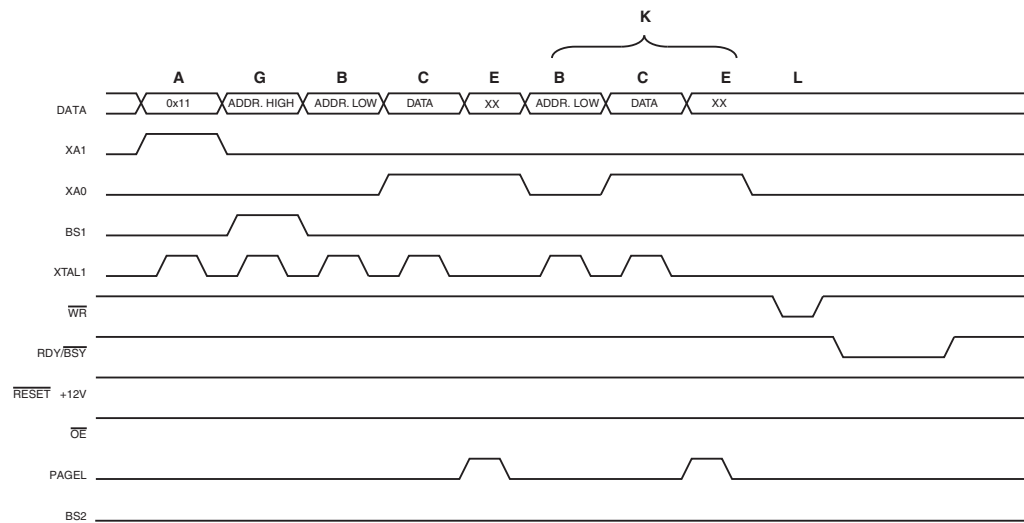 K
A G B C E B C E L
DATA 0x11 ADDR. HIGH ADDR. LOW DATA XX ADDR. LOW DATA XX
XA1
XA0
BS1
XTAL1
WR
RDY/BSY
RESET +12V
OE
PAGEL
BS2